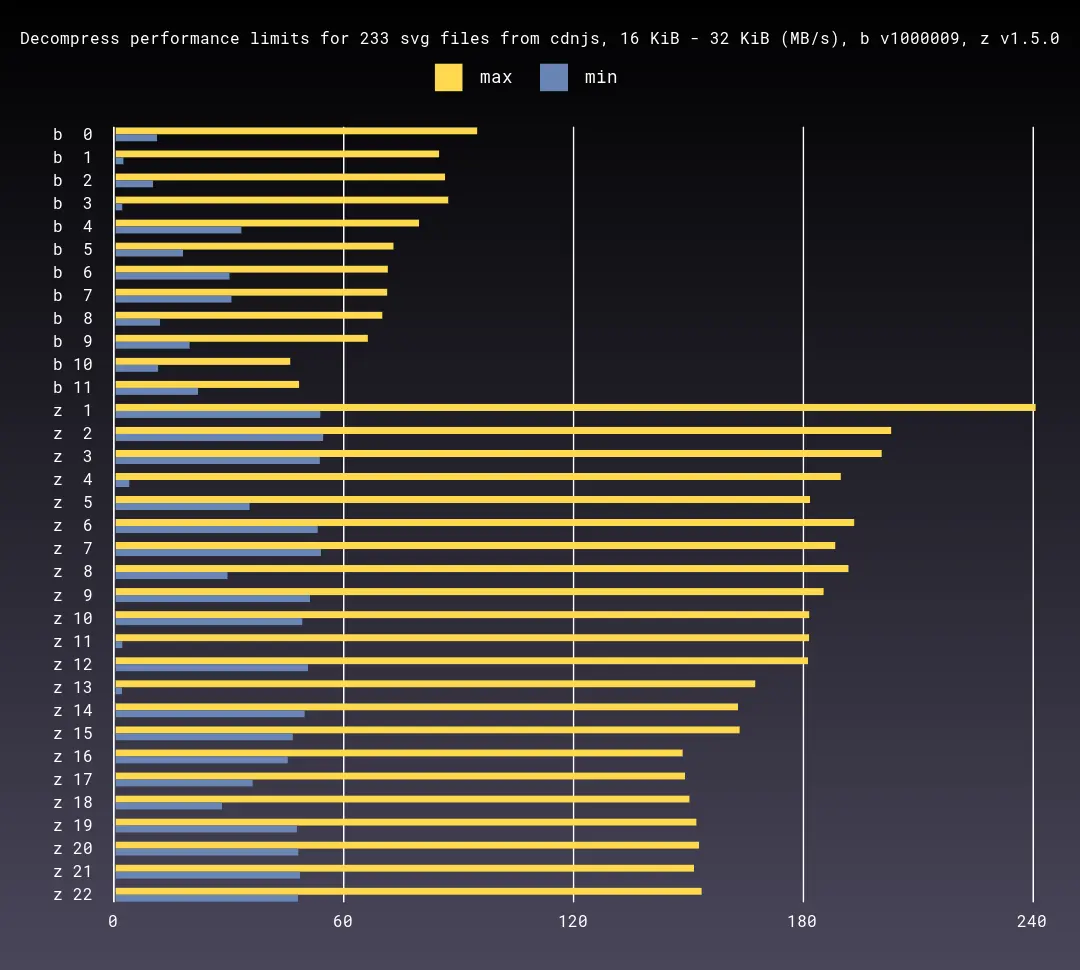 Decompress performance limits for 233 svg files from cdnjs, 16 KiB - 32 KiB (MB/s), b v1000009, z v1.5.0
max min
b 0
b 1
b 2
b 3
b 4
b 5
b 6
b 7
b 8
b 9
b 10
b 11
z 1
z 2
z 3
z 4
z 5
z 6
z 7
z 8
z 9
z 10
z 11
z 12
z 13
z 14
z 15
z 16
z 17
z 18
z 19
z 20
z 21
z 22
0 60 120 180 240